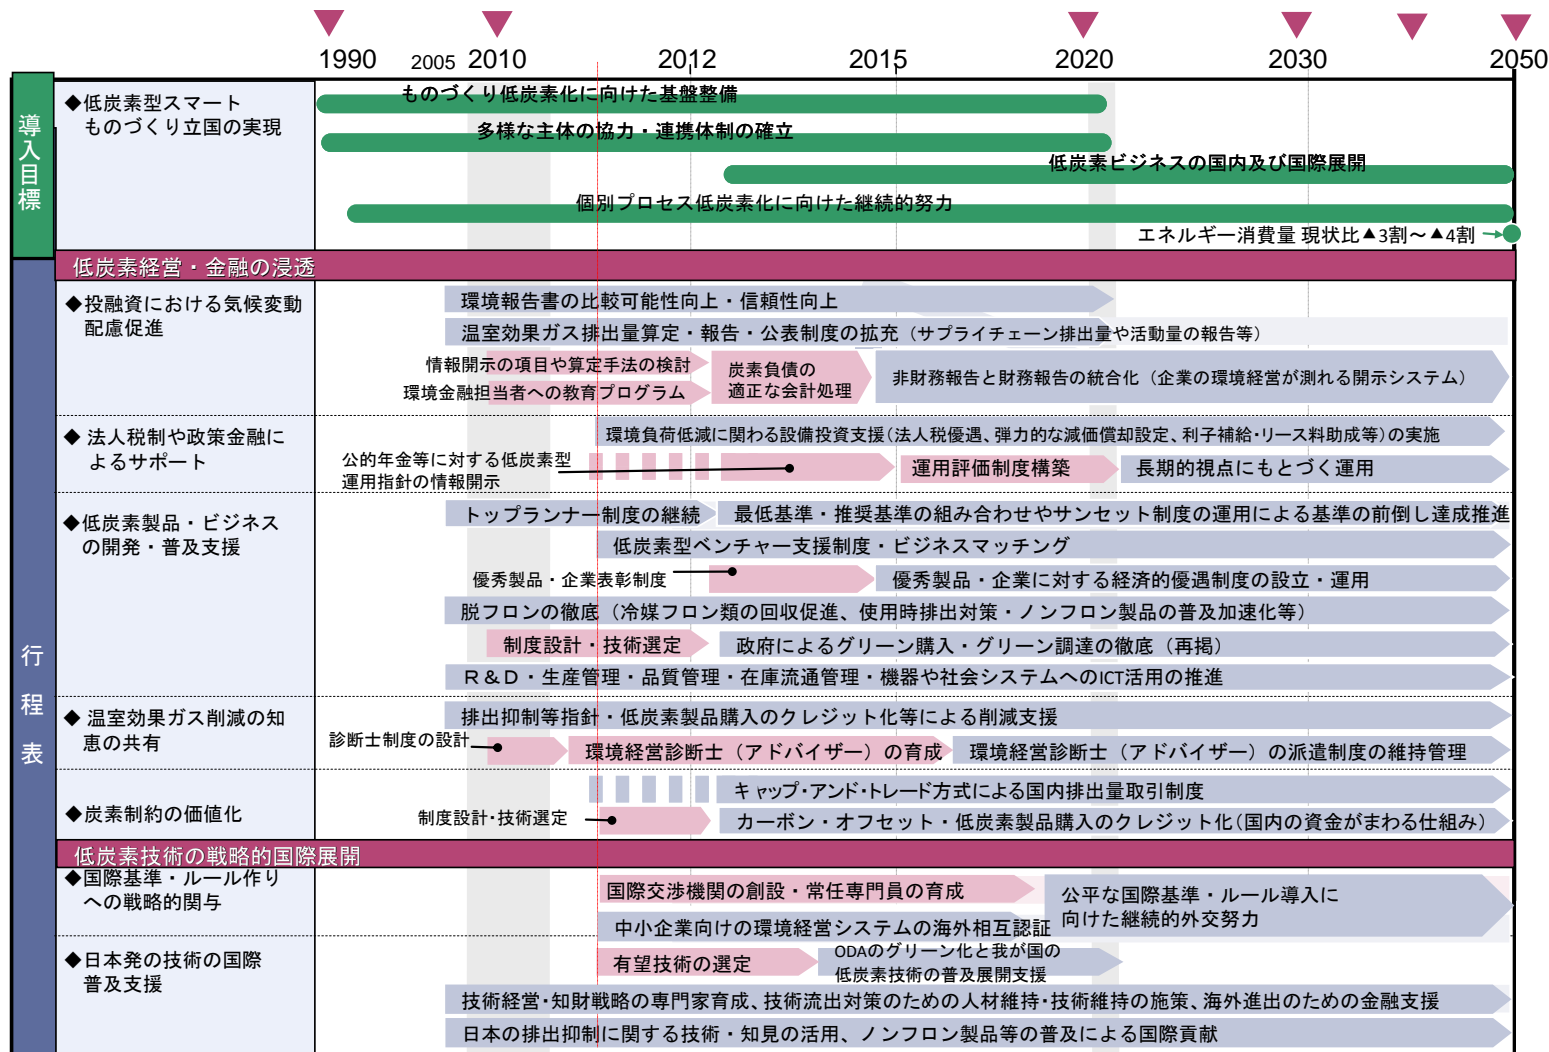 1990
2005
2010
2012
2015
2020
2030
2050
導入目標
◆低炭素型スマート
ものづくり立国の実現
ものづくり低炭素化に向けた基盤整備
多様な主体の協力・連携体制の確立
低炭素ビジネスの国内及び国際展開
個別プロセス低炭素化に向けた継続的努力
エネルギー消費量 現状比▲3割～▲4割
行程表
低炭素経営・金融の浸透
◆投融資における気候変動
配慮促進
環境報告書の比較可能性向上・信頼性向上
温室効果ガス排出量算定・報告・公表制度の拡充（サプライチェーン排出量や活動量の報告等）
情報開示の項目や算定手法の検討
環境金融担当者への教育プログラム
炭素負債の
適正な会計処理
非財務報告と財務報告の統合化（企業の環境経営が測れる開示システム）
◆ 法人税制や政策金融に
よるサポート
環境負荷低減に関わる設備投資支援（法人税優遇、弾力的な減価償却設定、利子補給・リース料助成等）の実施
公的年金等に対する低炭素型
運用指針の情報開示
運用評価制度構築
長期的視点にもとづく運用
◆低炭素製品・ビジネス
の開発・普及支援
トップランナー制度の継続
最低基準・推奨基準の組み合わせやサンセット制度の運用による基準の前倒し達成推進
低炭素型ベンチャー支援制度・ビジネスマッチング
優秀製品・企業表彰制度
優秀製品・企業に対する経済的優遇制度の設立・運用
脱フロンの徹底（冷媒フロン類の回収促進、使用時排出対策・ノンフロン製品の普及加速化等）
制度設計・技術選定
政府によるグリーン購入・グリーン調達の徹底（再掲）
Ｒ＆Ｄ・生産管理・品質管理・在庫流通管理・機器や社会システムへのICT活用の推進
◆ 温室効果ガス削減の知
恵の共有
排出抑制等指針・低炭素製品購入のクレジット化等による削減支援
診断士制度の設計
環境経営診断士（アドバイザー）の育成
環境経営診断士（アドバイザー）の派遣制度の維持管理
◆炭素制約の価値化
キャップ・アンド・トレード方式による国内排出量取引制度
制度設計・技術選定
カーボン・オフセット・低炭素製品購入のクレジット化（国内の資金がまわる仕組み）
低炭素技術の戦略的国際展開
◆国際基準・ルール作り
への戦略的関与
国際交渉機関の創設・常任専門員の育成
中小企業向けの環境経営システムの海外相互認証
公平な国際基準・ルール導入に
向けた継続的外交努力
◆日本発の技術の国際
普及支援
有望技術の選定
ODAのグリーン化と我が国の
低炭素技術の普及展開支援
技術経営・知財戦略の専門家育成、技術流出対策のための人材維持・技術維持の施策、海外進出のための金融支援
日本の排出抑制に関する技術・知見の活用、ノンフロン製品等の普及による国際貢献